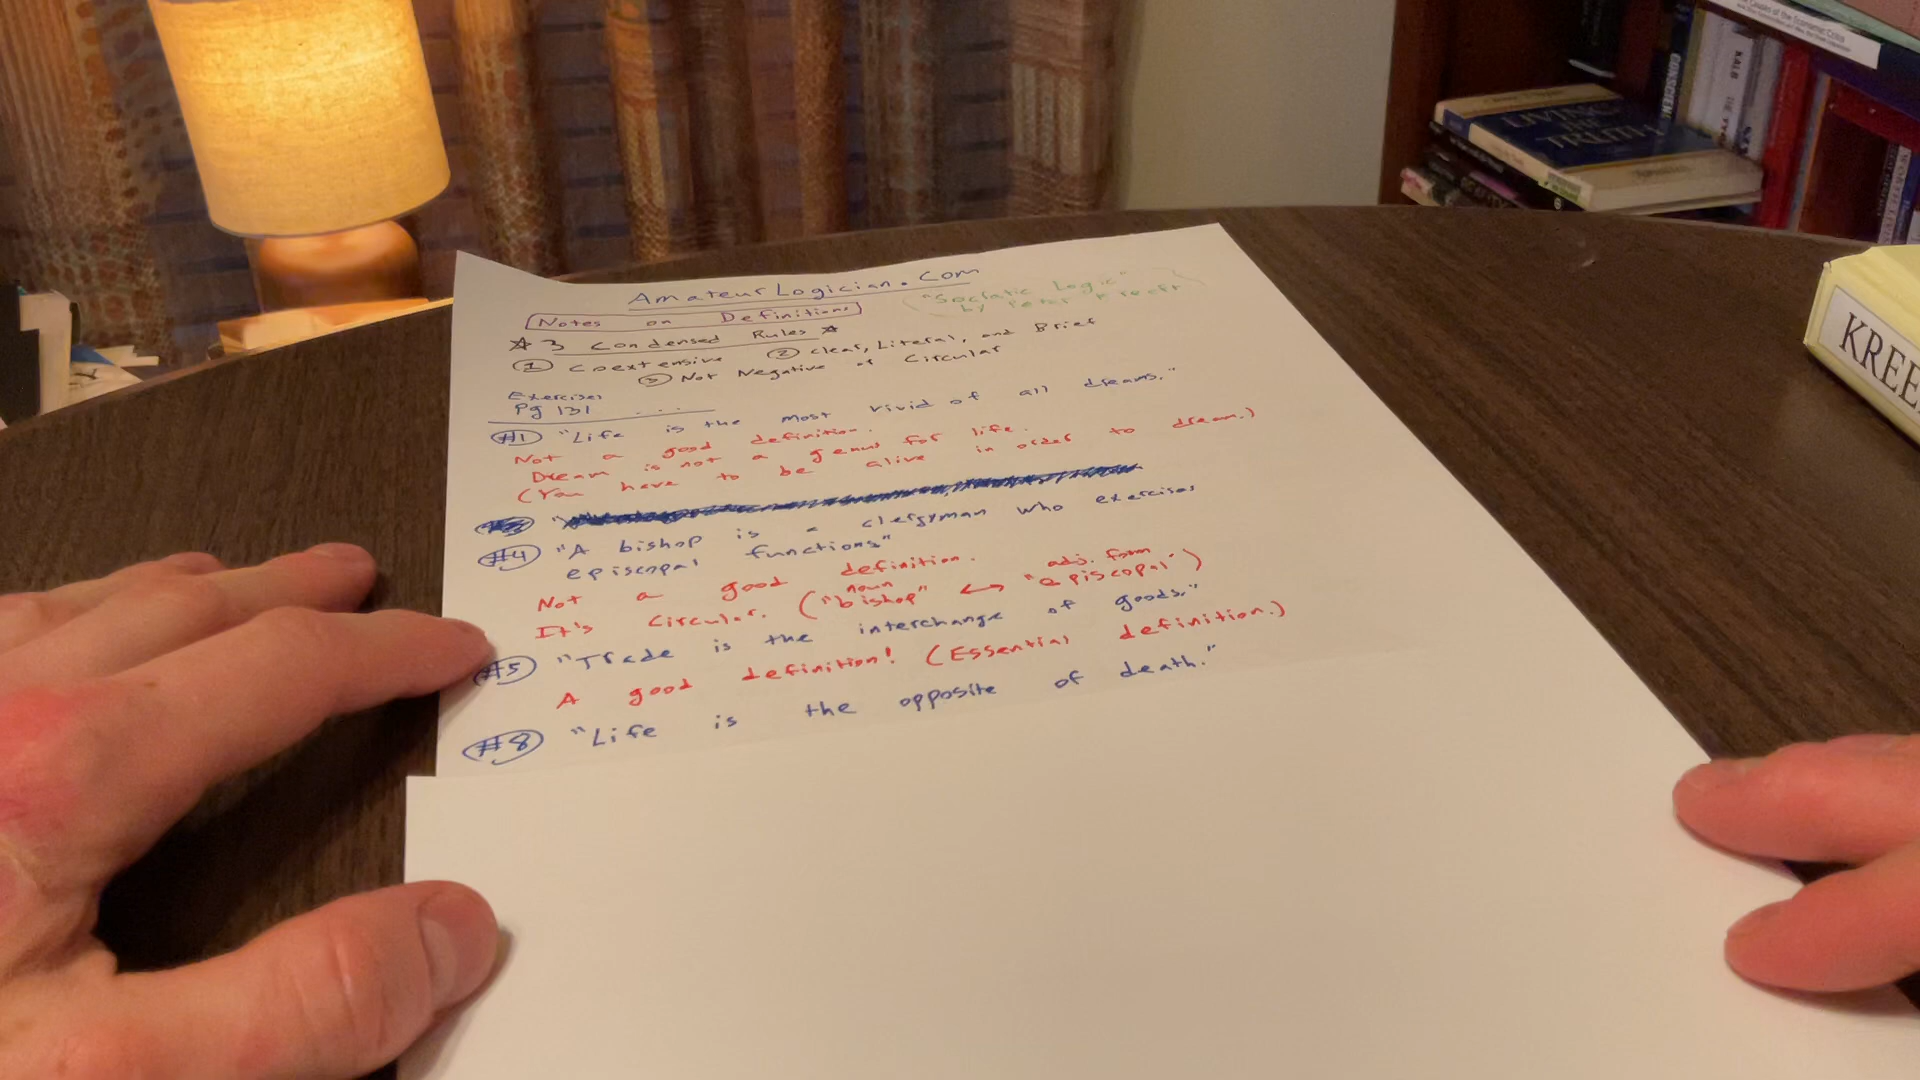 AmateurLogician.Com
"Socratic Logic"
by Peter Kreeft
Notes on Definitions
☆ 3 Condensed Rules ☆
① Coextensive ② Clear, Literal, and Brief
③ Not Negative or Circular
Exercises
Pg 131 . . . .
#1 "Life is the most vivid of all dreams."
Not a good definition.
Dream is not a genus for life.
(You have to be alive in order to dream.)
#4 "A bishop is a clergyman who exercises
episcopal functions"
Not a good definition.
noun adj. form
It's circular. ("bishop" ↔ "episcopal".)
#5 "Trade is the interchange of goods."
A good definition! (Essential definition.)
#8 "Life is the opposite of death."
LIVING
TRUTH
KALB
KREE